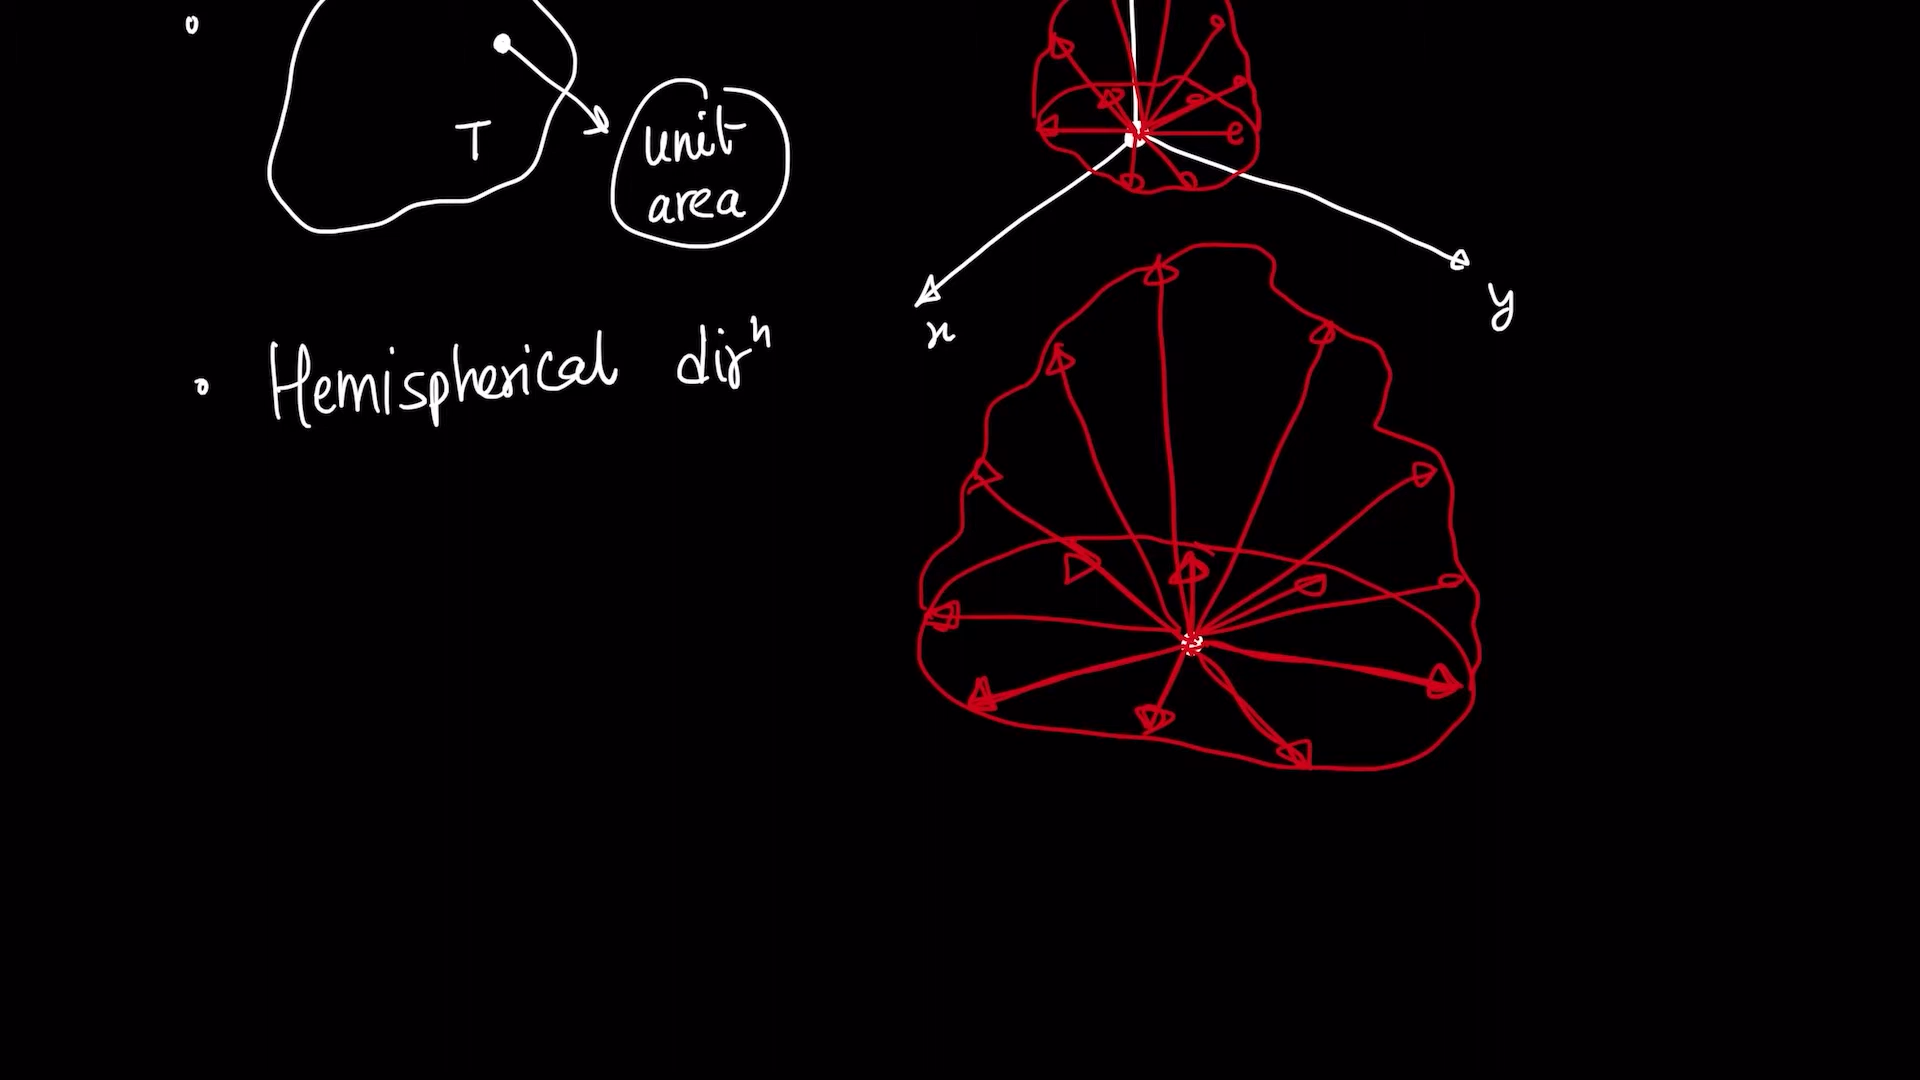 T
unit
area
e
x
y
Hemispherical dirⁿ